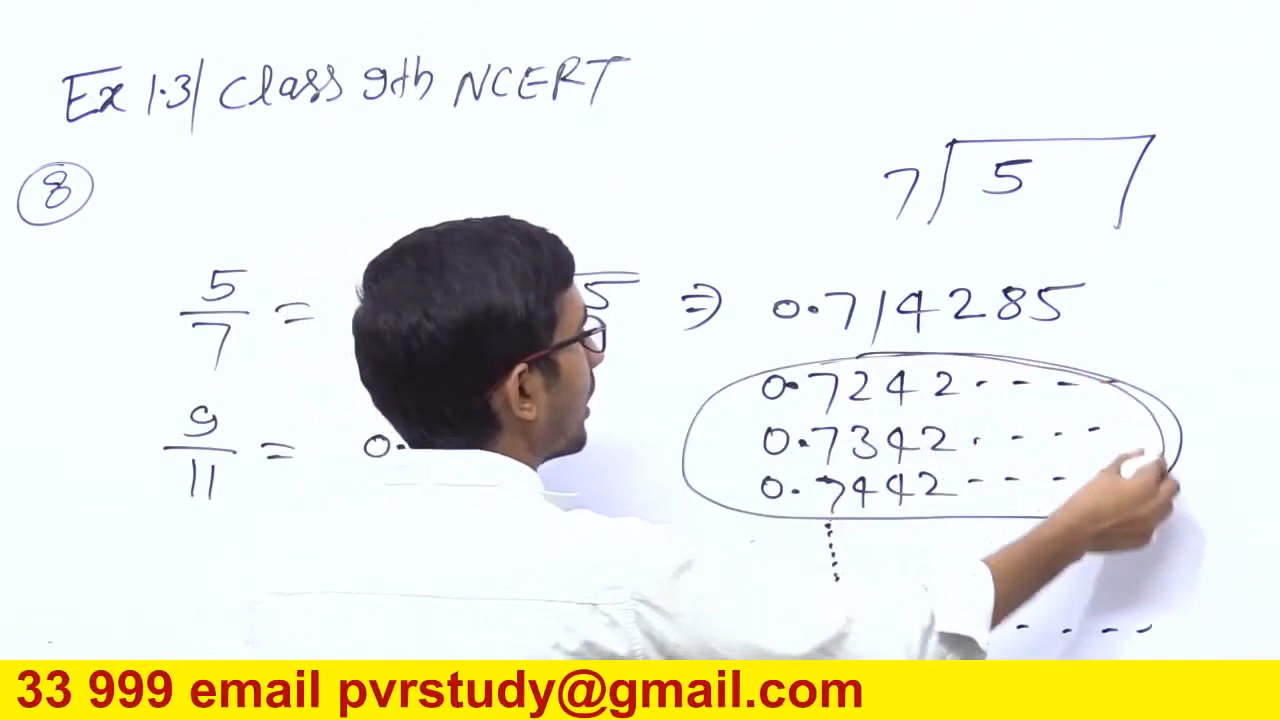 Ex 1.3| Class 9th NCERT
8
7 5
5/7 = 5 ⇒ 0.714285
0.7242 - - -
0.7342 - - - -
9/11 = 0.
0.7442 - - -
33 999 email pvrstudy@gmail.com